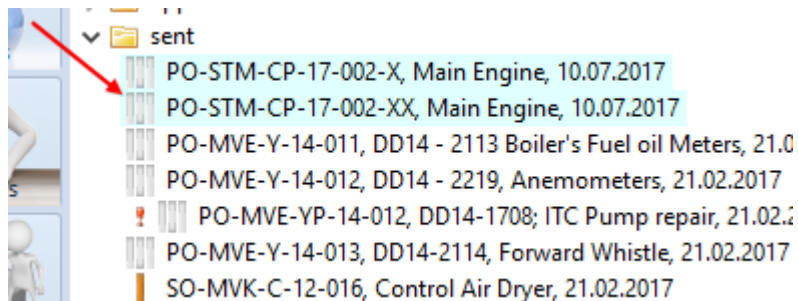 sent
PO-STM-CP-17-002-X, Main Engine, 10.07.2017
PO-STM-CP-17-002-XX, Main Engine, 10.07.2017
PO-MVE-Y-14-011, DD14 - 2113 Boiler's Fuel oil Meters, 21.0
PO-MVE-Y-14-012, DD14 - 2219, Anemometers, 21.02.2017
PO-MVE-YP-14-012, DD14-1708; ITC Pump repair, 21.02.2
PO-MVE-Y-14-013, DD14-2114, Forward Whistle, 21.02.2017
SO-MVK-C-12-016, Control Air Dryer, 21.02.2017